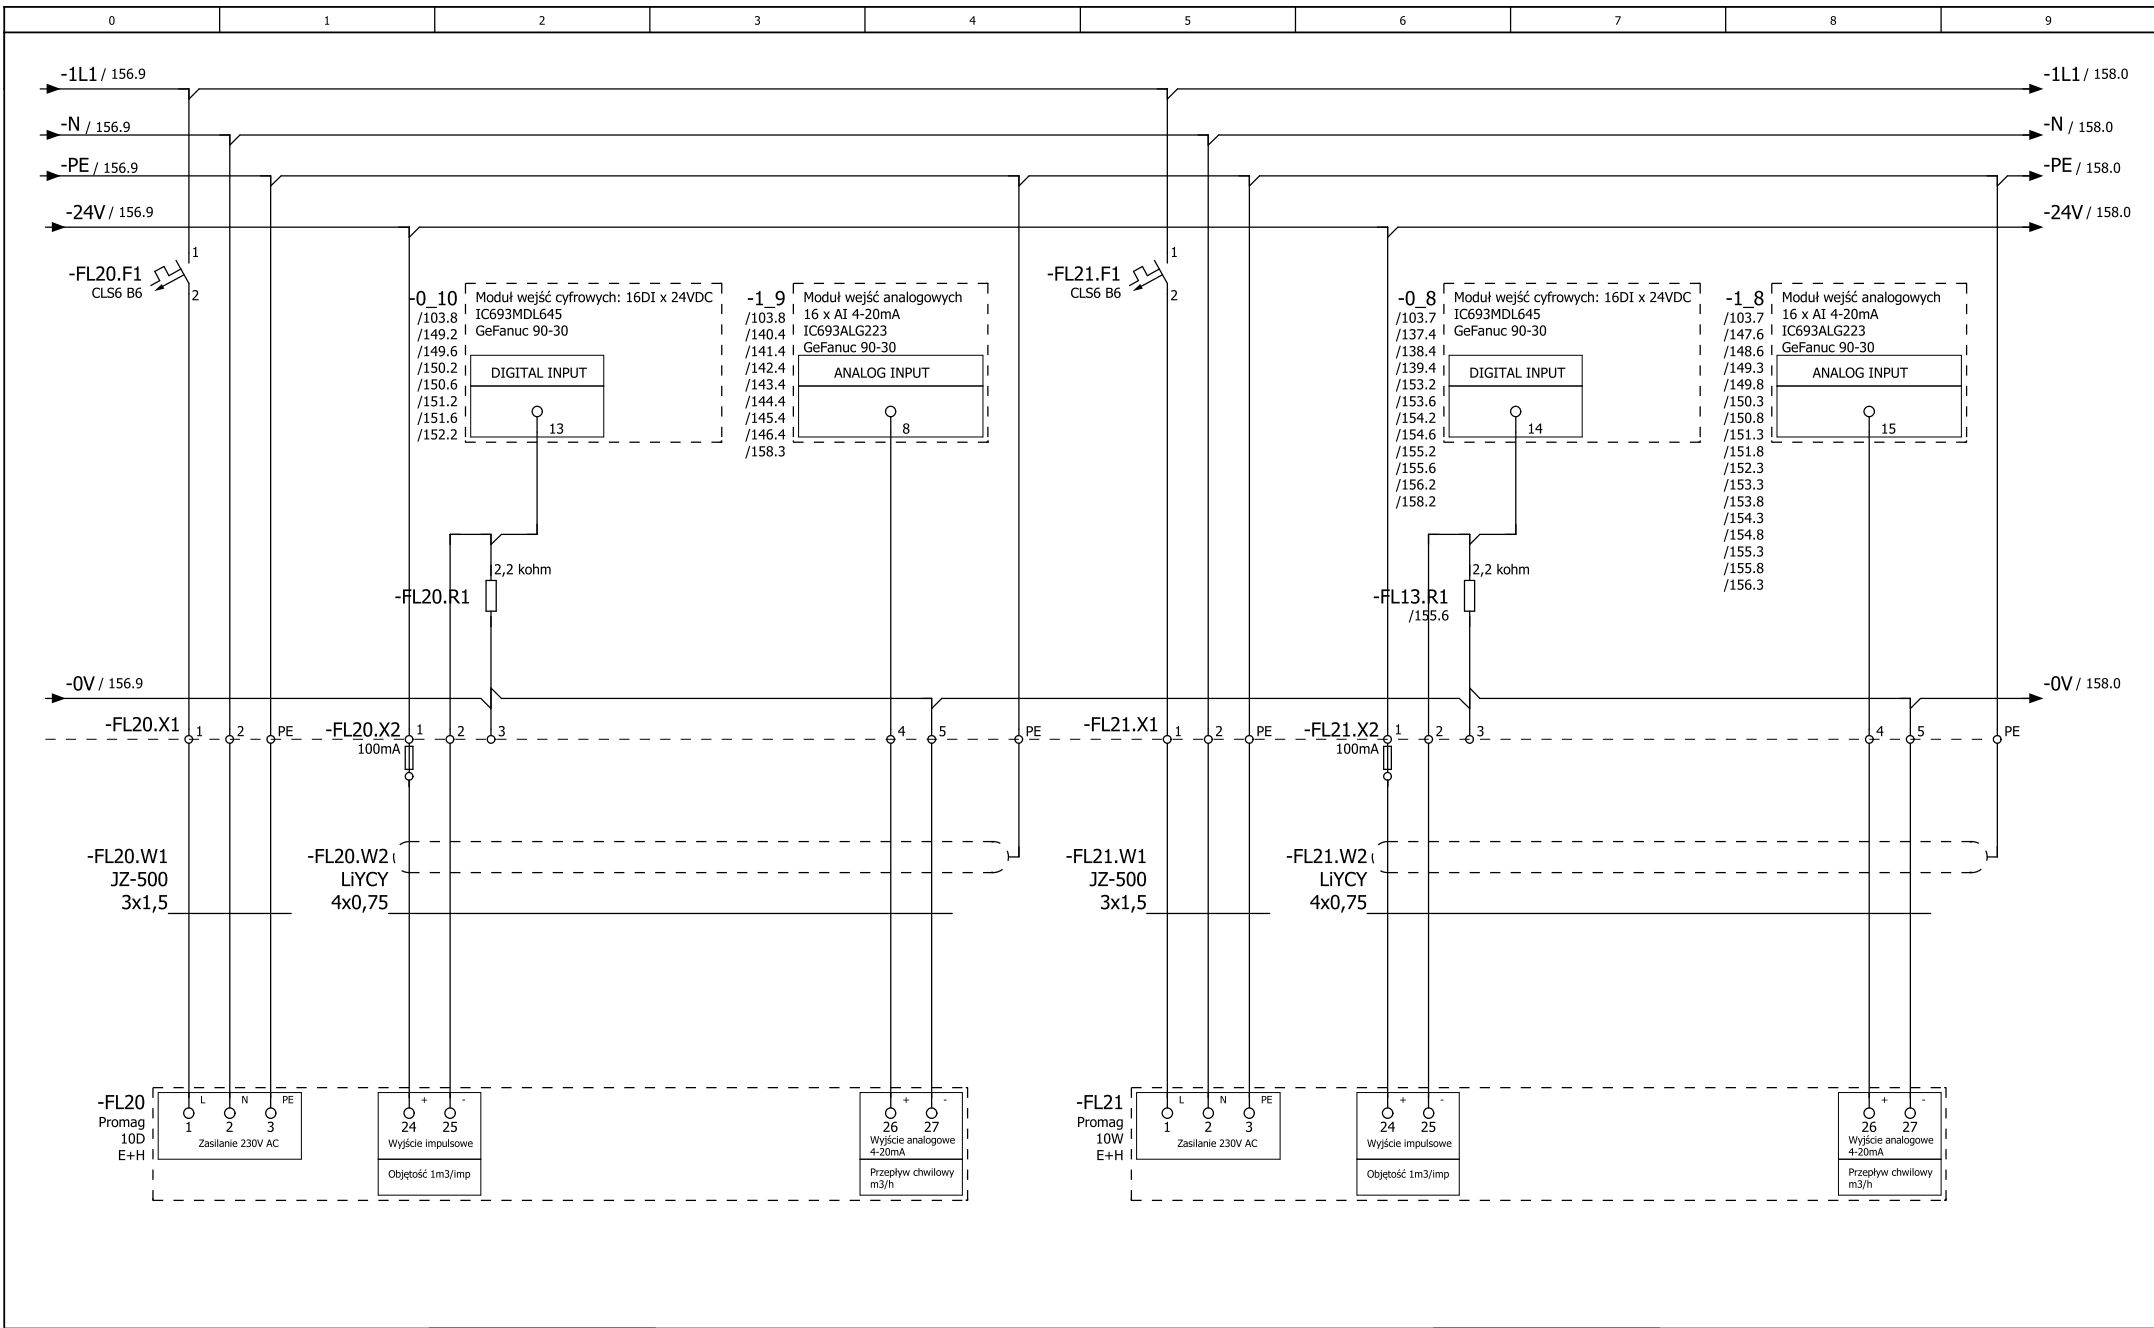 0 1 2 3 4 5 6 7 8 9
-1L1 / 156.9
-1L1 / 158.0
-N / 156.9
-N / 158.0
-PE / 156.9
-PE / 158.0
-24V / 156.9
-24V / 158.0
1
-FL20.F1
CLS6 B6
2
-0_10
/103.8
/149.2
/149.6
/150.2
/150.6
/151.2
/151.6
/152.2
Moduł wejść cyfrowych: 16DI x 24VDC
IC693MDL645
GeFanuc 90-30
DIGITAL INPUT
13
-1_9
/103.8
/140.4
/141.4
/142.4
/143.4
/144.4
/145.4
/146.4
/158.3
Moduł wejść analogowych
16 x AI 4-20mA
IC693ALG223
GeFanuc 90-30
ANALOG INPUT
8
1
-FL21.F1
CLS6 B6
2
-0_8
/103.7
/137.4
/138.4
/139.4
/153.2
/153.6
/154.2
/154.6
/155.2
/155.6
/156.2
/158.2
Moduł wejść cyfrowych: 16DI x 24VDC
IC693MDL645
GeFanuc 90-30
DIGITAL INPUT
14
-1_8
/103.7
/147.6
/148.6
/149.3
/149.8
/150.3
/150.8
/151.3
/151.8
/152.3
/153.3
/153.8
/154.3
/154.8
/155.3
/155.8
/156.3
Moduł wejść analogowych
16 x AI 4-20mA
IC693ALG223
GeFanuc 90-30
ANALOG INPUT
15
2,2 kohm
-FL20.R1
2,2 kohm
-FL13.R1
/155.6
-0V / 156.9
-0V / 158.0
-FL20.X1 1 2 PE
-FL20.X2 1 2 3 4 5 PE
100mA
-FL21.X1 1 2 PE
-FL21.X2 1 2 3 4 5 PE
100mA
-FL20.W1
JZ-500
3x1,5
-FL20.W2
LiYCY
4x0,75
-FL21.W1
JZ-500
3x1,5
-FL21.W2
LiYCY
4x0,75
-FL20
Promag
10D
E+H
L N PE
1 2 3
Zasilanie 230V AC
+ -
24 25
Wyjście impulsowe
Objętość 1m3/imp
+ -
26 27
Wyjście analogowe
4-20mA
Przepływ chwilowy
m3/h
-FL21
Promag
10W
E+H
L N PE
1 2 3
Zasilanie 230V AC
+ -
24 25
Wyjście impulsowe
Objętość 1m3/imp
+ -
26 27
Wyjście analogowe
4-20mA
Przepływ chwilowy
m3/h